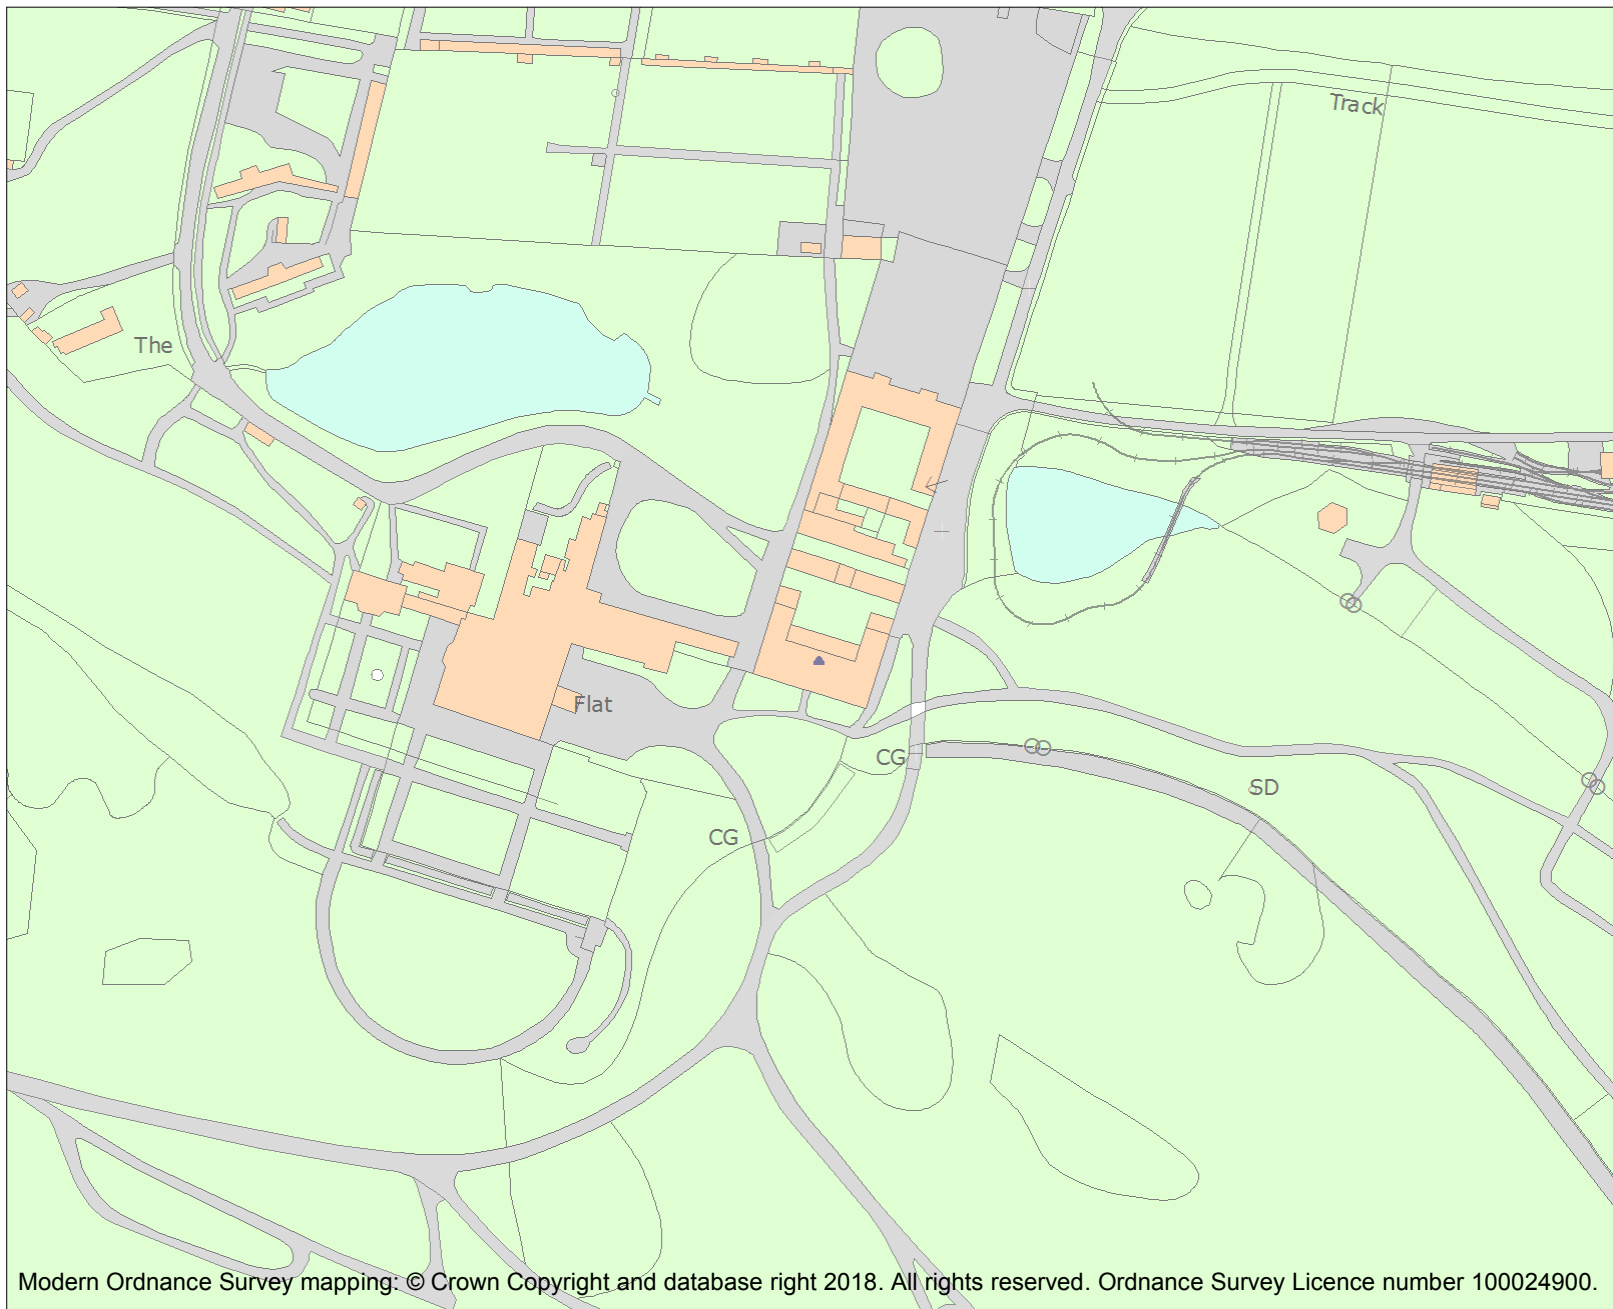 Track
The
Flat
CG
SD
CG
Modern Ordnance Survey mapping: © Crown Copyright and database right 2018. All rights reserved. Ordnance Survey Licence number 100024900.